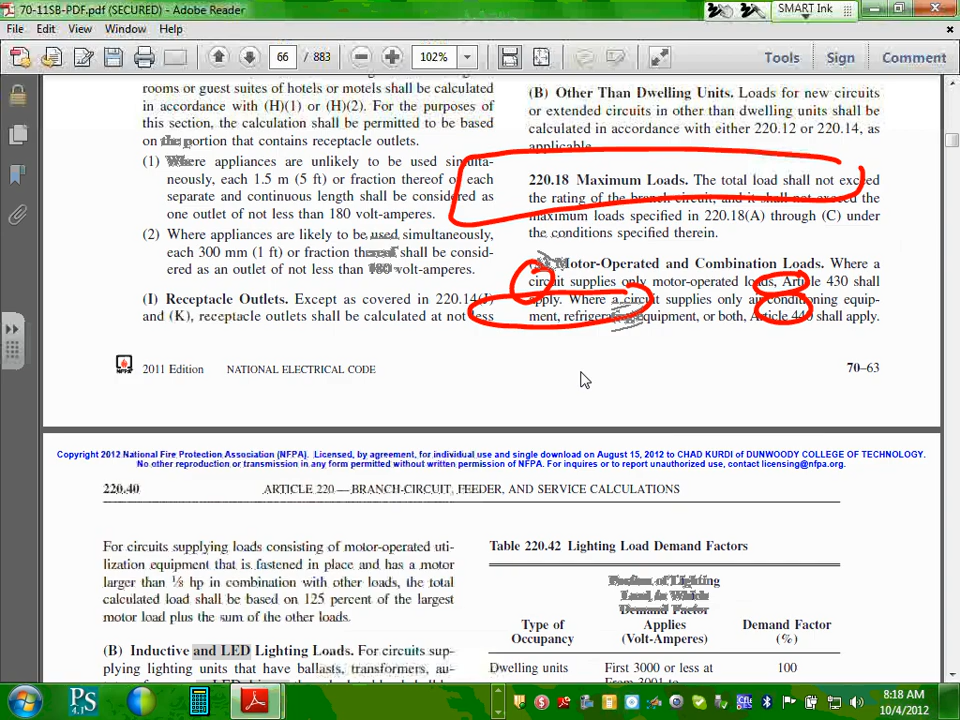 70-11SB-PDF.pdf (SECURED) - Adobe Reader
SMART Ink
File Edit View Window Help
66 / 883
102%
Tools Sign Comment
rooms or guest suites of hotels or motels shall be calculated
in accordance with (H)(1) or (H)(2). For the purposes of
this section, the calculation shall be permitted to be based
on the portion that contains receptacle outlets.
(1) Where appliances are unlikely to be used simulta-
neously, each 1.5 m (5 ft) or fraction thereof of each
separate and continuous length shall be considered as
one outlet of not less than 180 volt-amperes.
(2) Where appliances are likely to be used simultaneously,
each 300 mm (1 ft) or fraction thereof shall be consid-
ered as an outlet of not less than 180 volt-amperes.
(I) Receptacle Outlets. Except as covered in 220.14(J)
and (K), receptacle outlets shall be calculated at not less
(B) Other Than Dwelling Units. Loads for new circuits
or extended circuits in other than dwelling units shall be
calculated in accordance with either 220.12 or 220.14, as
applicable.
220.18 Maximum Loads. The total load shall not exceed
the rating of the branch circuit, and it shall not exceed the
maximum loads specified in 220.18(A) through (C) under
the conditions specified therein.
(A) Motor-Operated and Combination Loads. Where a
circuit supplies only motor-operated loads, Article 430 shall
apply. Where a circuit supplies only air-conditioning equip-
ment, refrigerating equipment, or both, Article 440 shall apply.
2011 Edition NATIONAL ELECTRICAL CODE
70–63
Copyright 2012 National Fire Protection Association (NFPA). Licensed, by agreement, for individual use and single download on August 15, 2012 to CHAD KURDI of DUNWOODY COLLEGE OF TECHNOLOGY.
No other reproduction or transmission in any form permitted without written permission of NFPA. For inquires or to report unauthorized use, contact licensing@nfpa.org.
220.40 ARTICLE 220 — BRANCH-CIRCUIT, FEEDER, AND SERVICE CALCULATIONS
For circuits supplying loads consisting of motor-operated uti-
lization equipment that is fastened in place and has a motor
larger than 1/8 hp in combination with other loads, the total
calculated load shall be based on 125 percent of the largest
motor load plus the sum of the other loads.
(B) Inductive and LED Lighting Loads. For circuits sup-
plying lighting units that have ballasts, transformers, au-
Table 220.42 Lighting Load Demand Factors
Portion of Lighting
Load to Which
Demand Factor
Type of Applies Demand Factor
Occupancy (Volt-Amperes) (%)
Dwelling units First 3000 or less at 100
From 3001 to
8:18 AM
10/4/2012